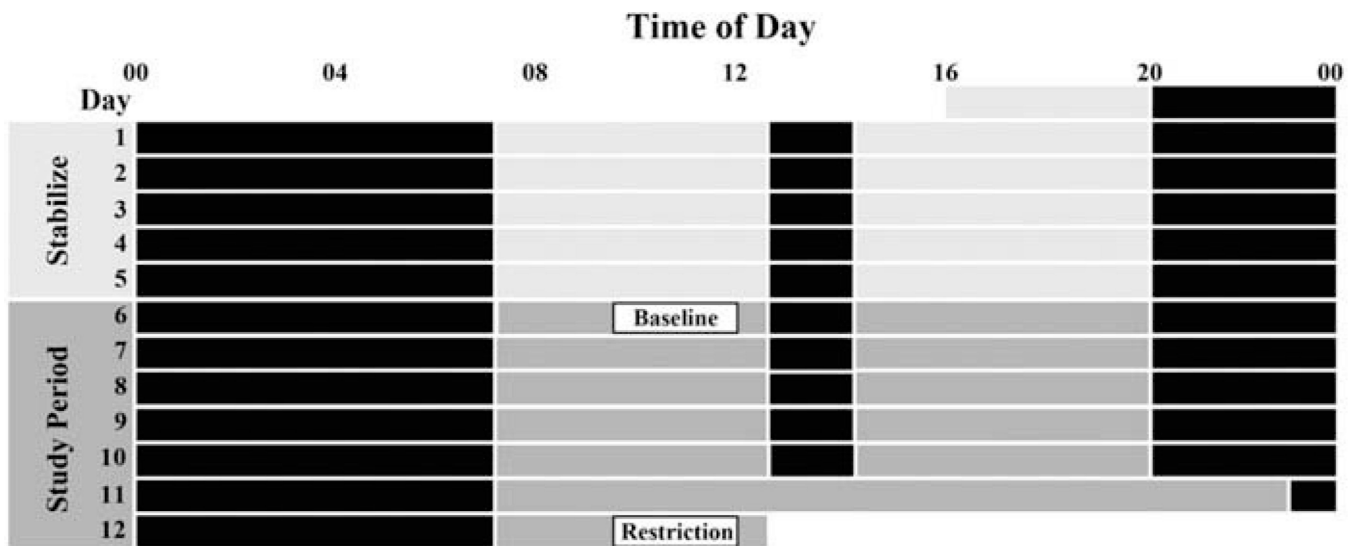 Time of Day
00 04 08 12 16 20 00
Day
Stabilize
1
2
3
4
5
Study Period
6 Baseline
7
8
9
10
11
12 Restriction